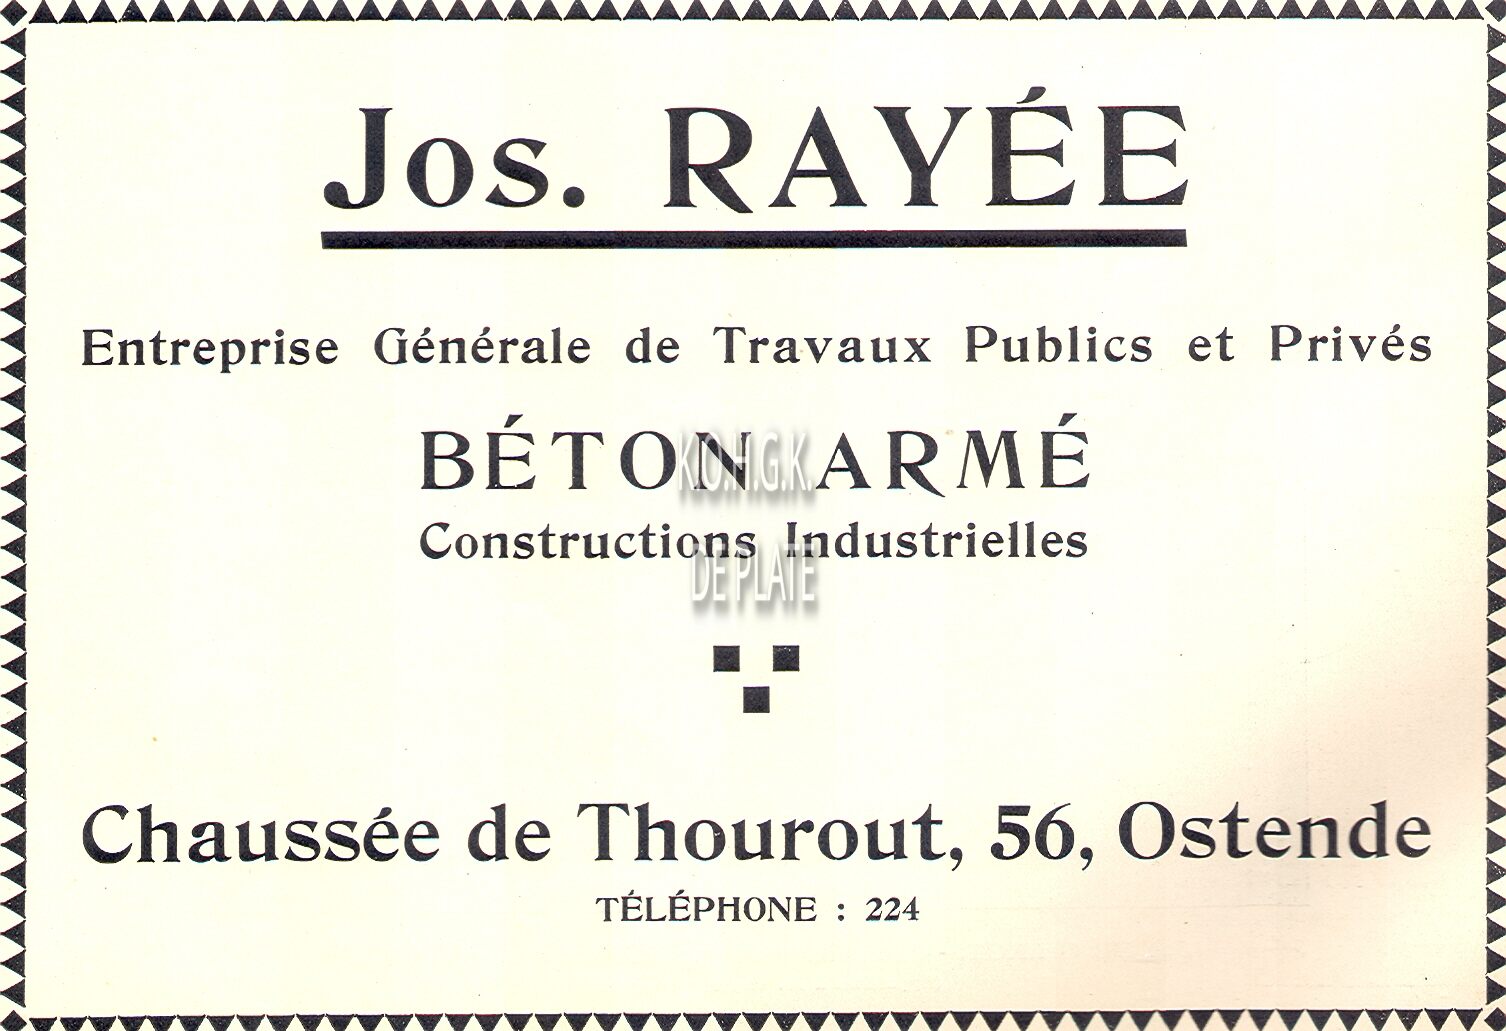 Jos. RAYÉE
Entreprise Générale de Travaux Publics et Privés
BÉTON ARMÉ
K.O.H.G.K.
Constructions Industrielles
DE PLATE
Chaussée de Thourout, 56, Ostende
TÉLÉPHONE : 224